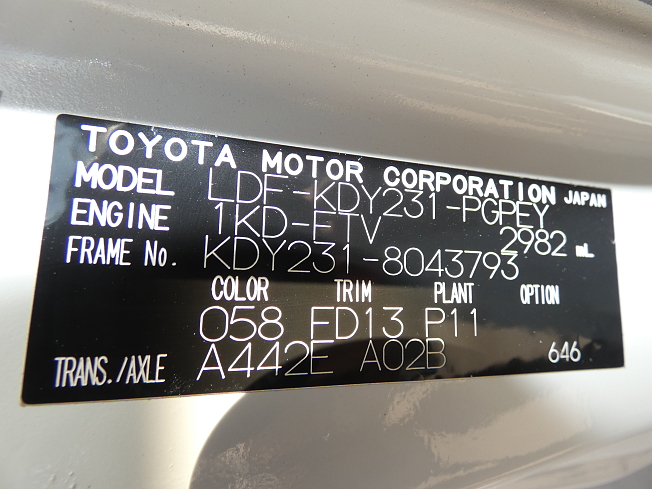 TOYOTA MOTOR CORPORATION JAPAN
MODEL LDF-KDY231-PGPEY
ENGINE 1KD-FTV 2982 mL
FRAME No. KDY231-8043793
COLOR TRIM PLANT OPTION
058 FD13 P11
TRANS./AXLE A442E A02B 646